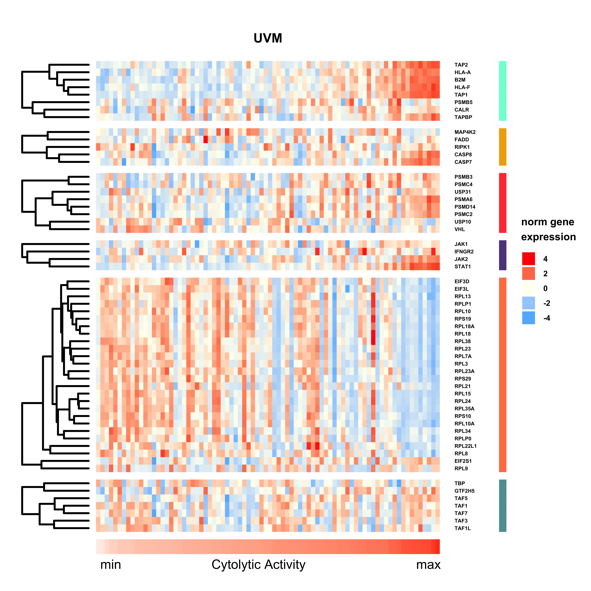 UVM
TAP2
HLA-A
B2M
HLA-F
TAP1
PSMB5
CALR
TAPBP
MAP4K2
FADD
RIPK1
CASP8
CASP7
PSMB3
PSMC4
USP31
PSMA6
PSMD14
PSMC2
USP10
VHL
JAK1
IFNGR2
JAK2
STAT1
EIF3D
EIF3L
RPL13
RPLP1
RPL10
RPS19
RPL18A
RPL18
RPL38
RPL23
RPL7A
RPL3
RPL23A
RPS29
RPL21
RPL15
RPL24
RPL35A
RPS10
RPL10A
RPL34
RPLP0
RPL22L1
RPL8
EIF2S1
RPL9
TBP
GTF2H5
TAF5
TAF1
TAF7
TAF3
TAF1L
norm gene
expression
4
2
0
-2
-4
min Cytolytic Activity max